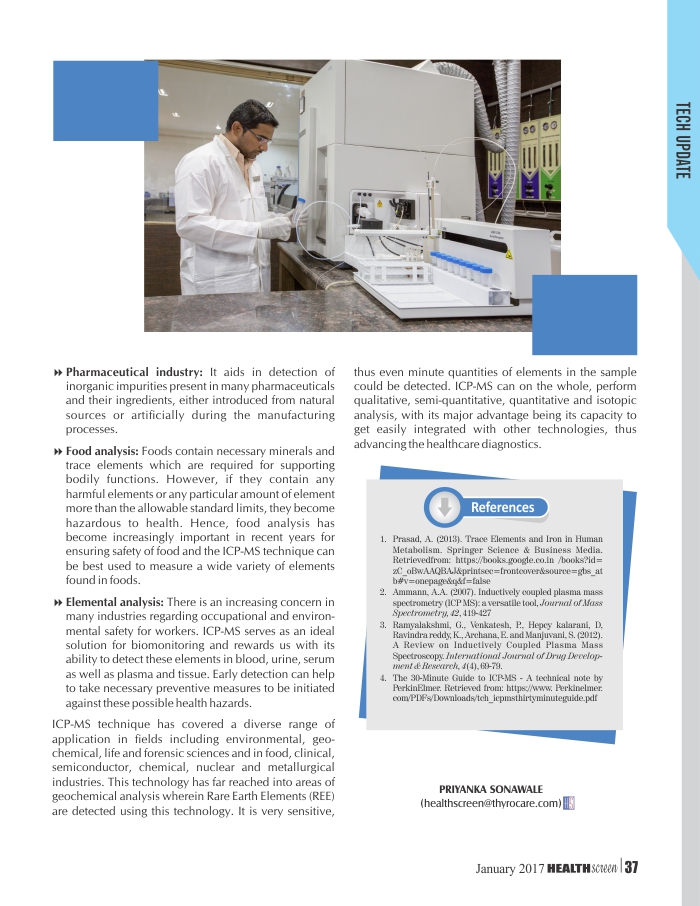 TECH UPDATE
Pharmaceutical industry: It aids in detection of
inorganic impurities present in many pharmaceuticals
and their ingredients, either introduced from natural
sources or artificially during the manufacturing
processes.
Food analysis: Foods contain necessary minerals and
trace elements which are required for supporting
bodily functions. However, if they contain any
harmful elements or any particular amount of element
more than the allowable standard limits, they become
hazardous to health. Hence, food analysis has
become increasingly important in recent years for
ensuring safety of food and the ICP-MS technique can
be best used to measure a wide variety of elements
found in foods.
Elemental analysis: There is an increasing concern in
many industries regarding occupational and environ-
mental safety for workers. ICP-MS serves as an ideal
solution for biomonitoring and rewards us with its
ability to detect these elements in blood, urine, serum
as well as plasma and tissue. Early detection can help
to take necessary preventive measures to be initiated
against these possible health hazards.
ICP-MS technique has covered a diverse range of
application in fields including environmental, geo-
chemical, life and forensic sciences and in food, clinical,
semiconductor, chemical, nuclear and metallurgical
industries. This technology has far reached into areas of
geochemical analysis wherein Rare Earth Elements (REE)
are detected using this technology. It is very sensitive,
thus even minute quantities of elements in the sample
could be detected. ICP-MS can on the whole, perform
qualitative, semi-quantitative, quantitative and isotopic
analysis, with its major advantage being its capacity to
get easily integrated with other technologies, thus
advancing the healthcare diagnostics.
References
1. Prasad, A. (2013). Trace Elements and Iron in Human
Metabolism. Springer Science & Business Media.
Retrievedfrom: https://books.google.co.in /books?id=
zC_oBwAAQBAJ&printsec=frontcover&source=gbs_at
b#v=onepage&q&f=false
2. Ammann, A.A. (2007). Inductively coupled plasma mass
spectrometry (ICP MS): a versatile tool, Journal of Mass
Spectrometry, 42, 419-427
3. Ramyalakshmi, G., Venkatesh, P., Hepcy kalarani, D,
Ravindra reddy, K., Archana, E. and Manjuvani, S. (2012).
A Review on Inductively Coupled Plasma Mass
Spectroscopy. International Journal of Drug Develop-
ment & Research, 4(4), 69-79.
4. The 30-Minute Guide to ICP-MS - A technical note by
PerkinElmer. Retrieved from: https://www. Perkinelmer.
com/PDFs/Downloads/tch_icpmsthirtyminuteguide.pdf
PRIYANKA SONAWALE
(healthscreen@thyrocare.com)
January 2017 HEALTHscreen | 37